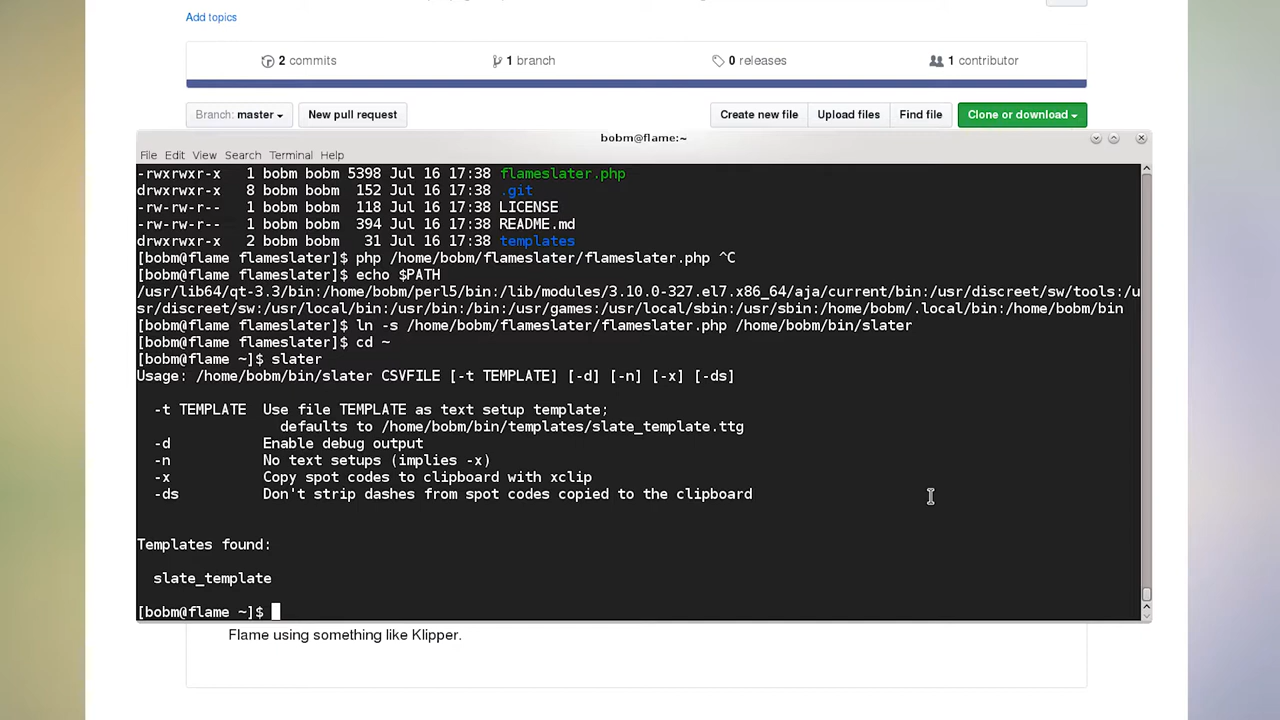 Add topics
2 commits
1 branch
0 releases
1 contributor
Branch: master
New pull request
Create new file
Upload files
Find file
Clone or download
bobm@flame:~
File Edit View Search Terminal Help
-rwxrwxr-x 1 bobm bobm 5398 Jul 16 17:38 flameslater.php
drwxrwxr-x 8 bobm bobm 152 Jul 16 17:38 .git
-rw-rw-r-- 1 bobm bobm 118 Jul 16 17:38 LICENSE
-rw-rw-r-- 1 bobm bobm 394 Jul 16 17:38 README.md
drwxrwxr-x 2 bobm bobm 31 Jul 16 17:38 templates
[bobm@flame flameslater]$ php /home/bobm/flameslater/flameslater.php ^C
[bobm@flame flameslater]$ echo $PATH
/usr/lib64/qt-3.3/bin:/home/bobm/perl5/bin:/lib/modules/3.10.0-327.el7.x86_64/aja/current/bin:/usr/discreet/sw/tools:/u
sr/discreet/sw:/usr/local/bin:/usr/bin:/usr/games:/usr/local/sbin:/usr/sbin:/home/bobm/.local/bin:/home/bobm/bin
[bobm@flame flameslater]$ ln -s /home/bobm/flameslater/flameslater.php /home/bobm/bin/slater
[bobm@flame flameslater]$ cd ~
[bobm@flame ~]$ slater
Usage: /home/bobm/bin/slater CSVFILE [-t TEMPLATE] [-d] [-n] [-x] [-ds]
-t TEMPLATE Use file TEMPLATE as text setup template;
defaults to /home/bobm/bin/templates/slate_template.ttg
-d Enable debug output
-n No text setups (implies -x)
-x Copy spot codes to clipboard with xclip
-ds Don't strip dashes from spot codes copied to the clipboard
Templates found:
slate_template
[bobm@flame ~]$
Flame using something like Klipper.